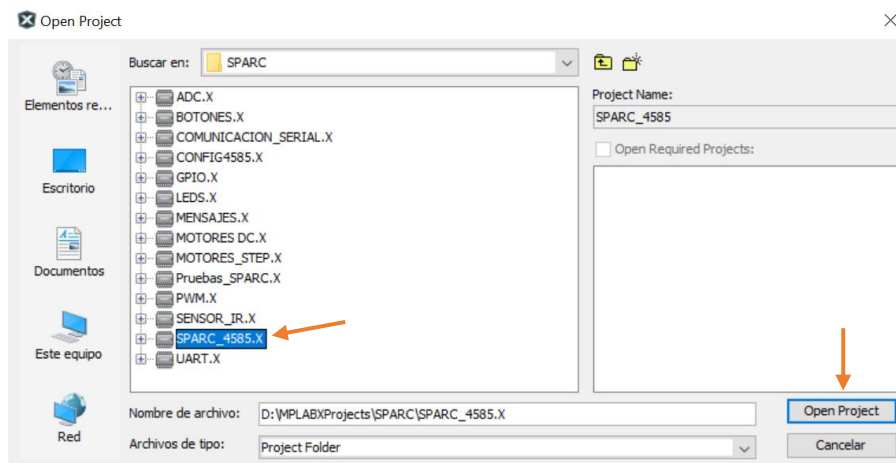 Open Project
Buscar en: SPARC
Elementos re...
Escritorio
Documentos
Este equipo
Red
ADC.X
BOTONES.X
COMUNICACION_SERIAL.X
CONFIG4585.X
GPIO.X
LEDS.X
MENSAJES.X
MOTORES DC.X
MOTORES_STEP.X
Pruebas_SPARC.X
PWM.X
SENSOR_IR.X
SPARC_4585.X
UART.X
Project Name:
SPARC_4585
Open Required Projects:
Nombre de archivo: D:\MPLABXProjects\SPARC\SPARC_4585.X
Open Project
Archivos de tipo: Project Folder
Cancelar